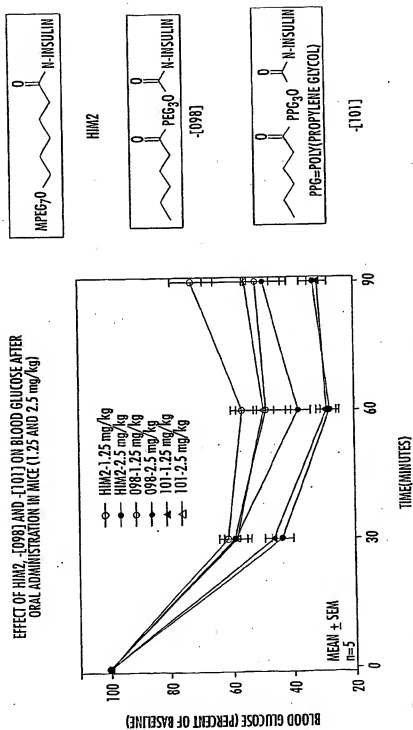 EFFECT OF HIM2, -[098] AND -[101] ON BLOOD GLUCOSE AFTER
ORAL ADMINISTRATION IN MICE (1.25 AND 2.5 mg/kg)
BLOOD GLUCOSE (PERCENT OF BASELINE)
100
80
60
40
20
HIM2-1.25 mg/kg
HIM2-2.5 mg/kg
098-1.25 mg/kg
098-2.5 mg/kg
101-1.25 mg/kg
101-2.5 mg/kg
MEAN ± SEM
n=5
0
30
60
90
TIME(MINUTES)
MPEG7O
O
N-INSULIN
HIM2
O
PEG3O
O
N-INSULIN
-[098]
O
PPG3O
O
N-INSULIN
PPG=POLY(PROPYLENE GLYCOL)
-[101]